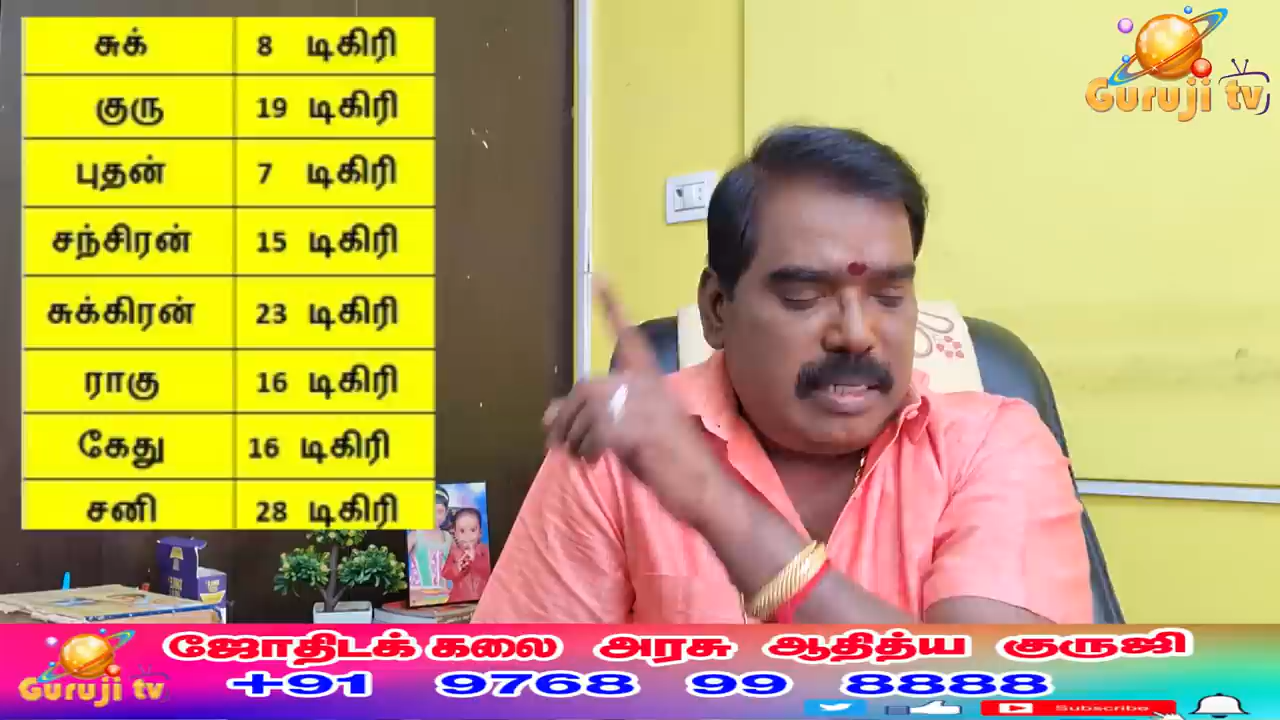 சுக் 8 டிகிரி
குரு 19 டிகிரி
புதன் 7 டிகிரி
சந்சிரன் 15 டிகிரி
சுக்கிரன் 23 டிகிரி
ராகு 16 டிகிரி
கேது 16 டிகிரி
சனி 28 டிகிரி
Guruji tv
ஜோதிடக் கலை அரசு ஆதித்ய குருஜி
Guruji tv
+91 9768 99 8888
Subscribe